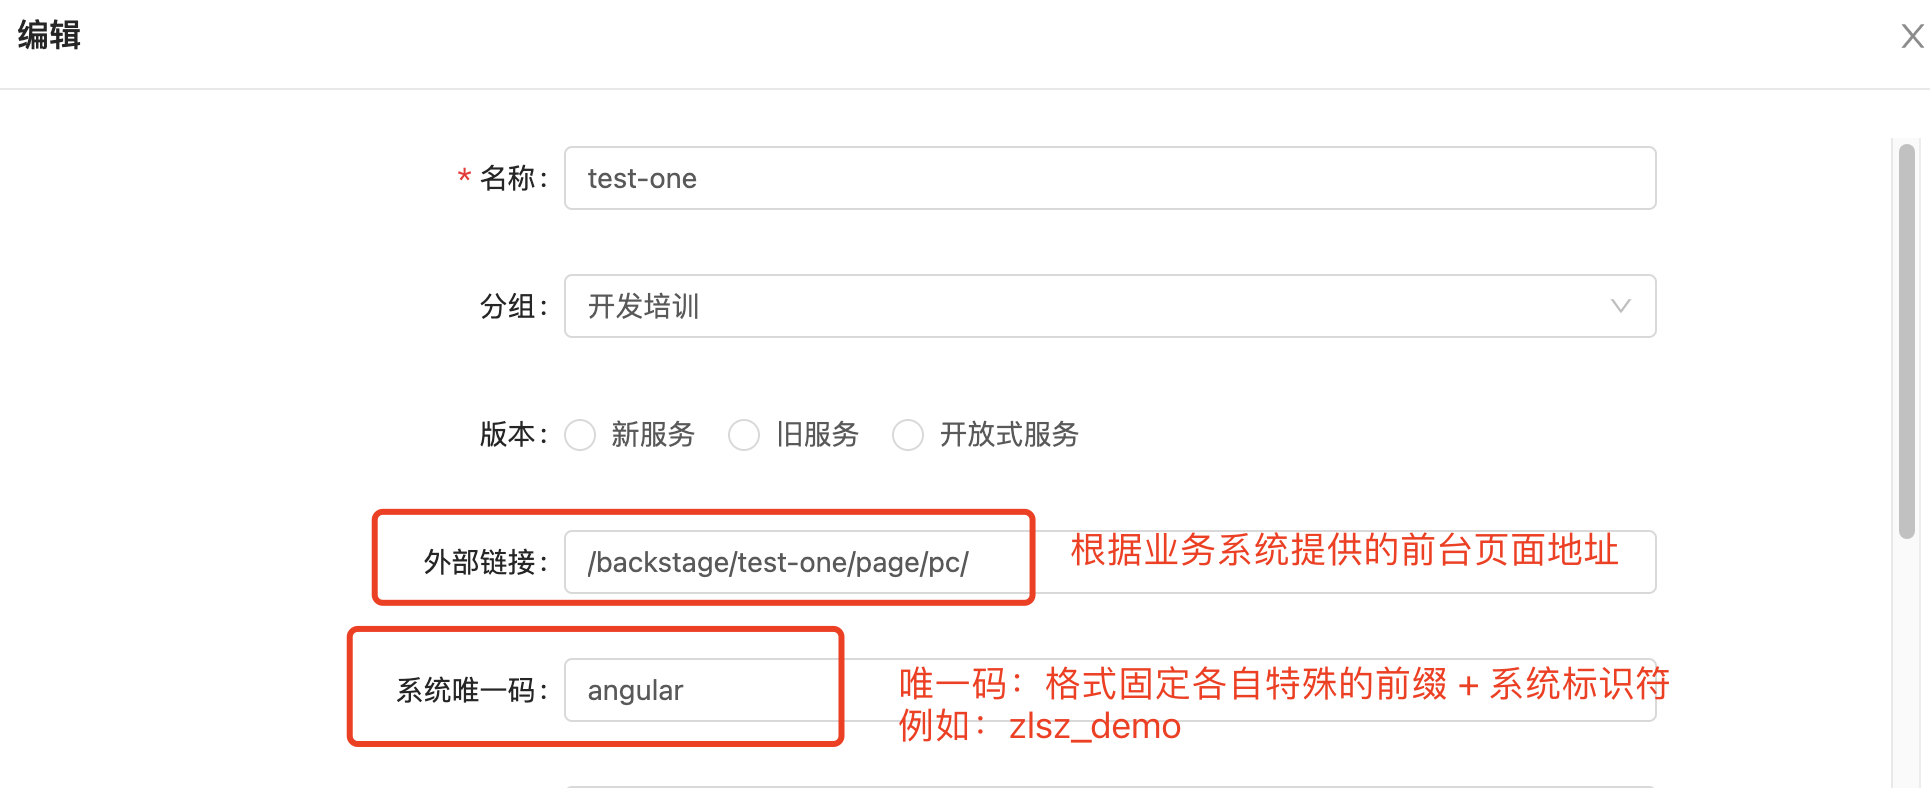 编辑
* 名称: test-one
分组: 开发培训
版本: 新服务 旧服务 开放式服务
外部链接: /backstage/test-one/page/pc/ 根据业务系统提供的前台页面地址
系统唯一码: angular 唯一码：格式固定各自特殊的前缀 + 系统标识符
例如：zlsz_demo